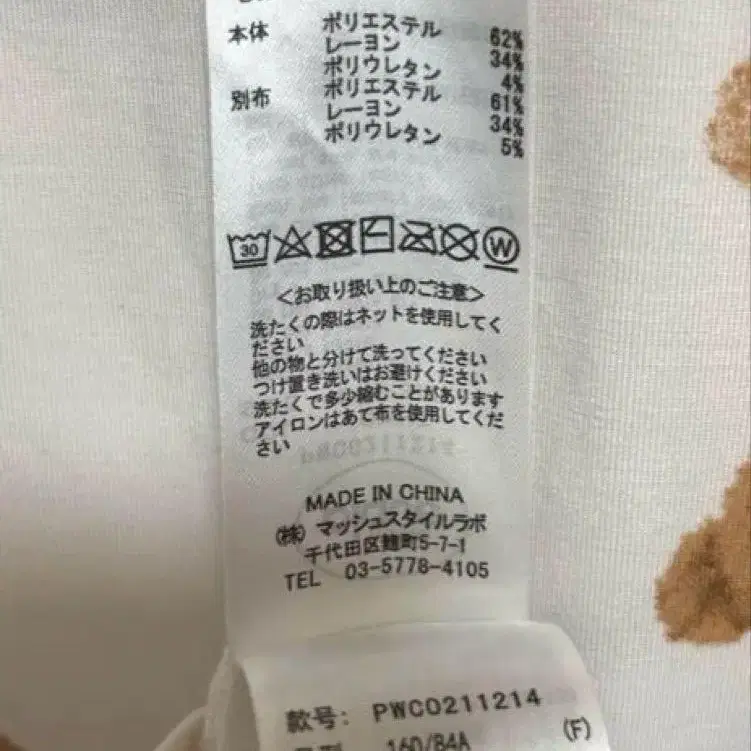 本体 ポリエステル 62%
レーヨン 34%
ポリウレタン 4%
別布 ポリエステル 61%
レーヨン 34%
ポリウレタン 5%
30
W
<お取り扱い上のご注意>
洗たくの際はネットを使用してく
ださい
他の物と分けて洗ってください
つけ置き洗いはお避けください
洗たくで多少縮むことがあります
アイロンはあて布を使用してくだ
さい
PWCO211214
MADE IN CHINA
(株) マッシュスタイルラボ
千代田区麹町5-7-1
TEL 03-5778-4105
款号: PWCO211214
160/84A (F)